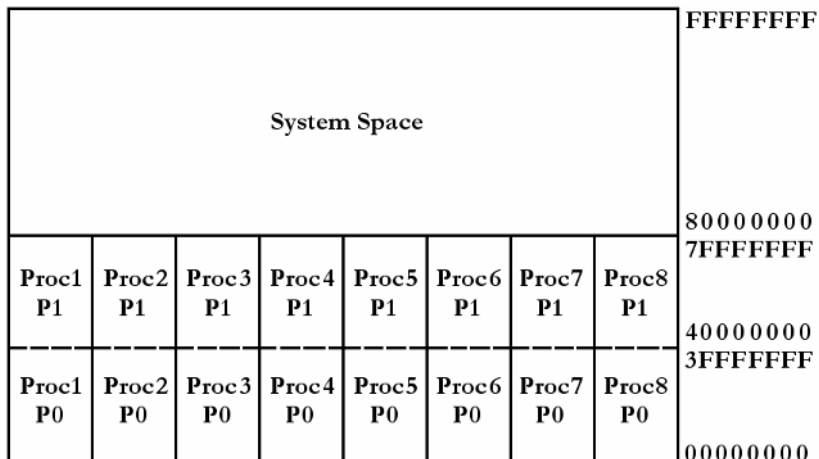 FFFFFFFF
System Space
80000000
7FFFFFFF
Proc1 Proc2 Proc3 Proc4 Proc5 Proc6 Proc7 Proc8
P1 P1 P1 P1 P1 P1 P1 P1
40000000
3FFFFFFF
Proc1 Proc2 Proc3 Proc4 Proc5 Proc6 Proc7 Proc8
P0 P0 P0 P0 P0 P0 P0 P0
00000000